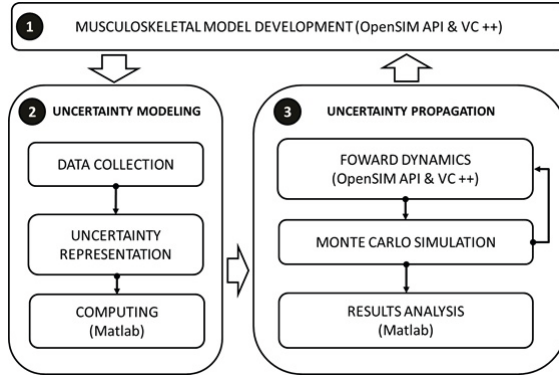 1 MUSCULOSKELETAL MODEL DEVELOPMENT (OpenSIM API & VC ++)
2 UNCERTAINTY MODELING
DATA COLLECTION
UNCERTAINTY
REPRESENTATION
COMPUTING
(Matlab)
3 UNCERTAINTY PROPAGATION
FOWARD DYNAMICS
(OpenSIM API & VC ++)
MONTE CARLO SIMULATION
RESULTS ANALYSIS
(Matlab)